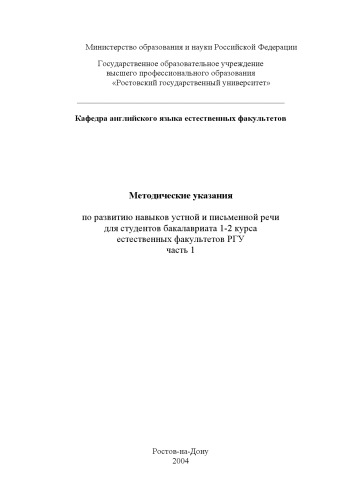 Министерство образования и науки Российской Федерации
Государственное образовательное учреждение
высшего профессионального образования
«Ростовский государственный университет»
Кафедра английского языка естественных факультетов
Методические указания
по развитию навыков устной и письменной речи
для студентов бакалавриата 1-2 курса
естественных факультетов РГУ
часть 1
Ростов-на-Дону
2004